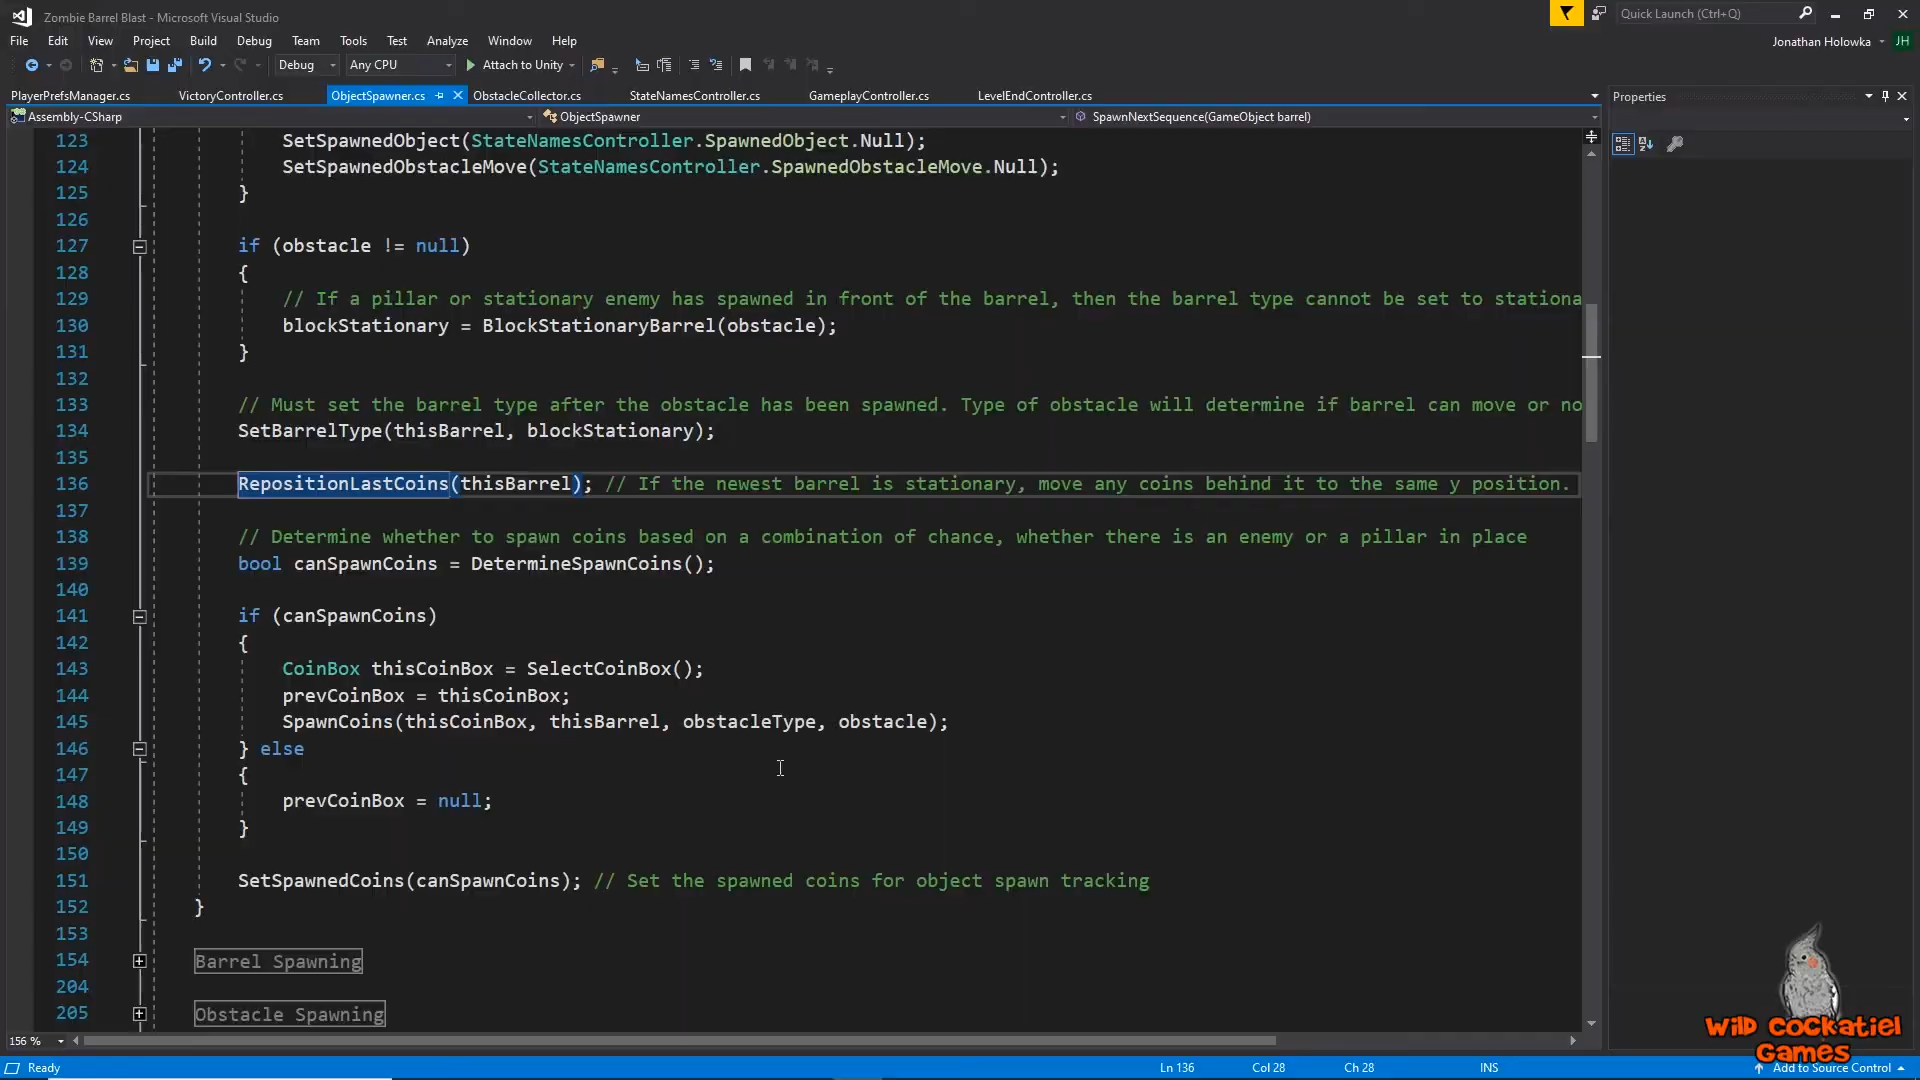 Zombie Barrel Blast - Microsoft Visual Studio
Quick Launch (Ctrl+Q)
File Edit View Project Build Debug Team Tools Test Analyze Window Help
Jonathan Holowka JH
Debug Any CPU Attach to Unity
PlayerPrefsManager.cs VictoryController.cs ObjectSpawner.cs ObstacleCollector.cs StateNamesController.cs GameplayController.cs LevelEndController.cs
Properties
Assembly-CSharp ObjectSpawner SpawnNextSequence(GameObject barrel)
123 SetSpawnedObject(StateNamesController.SpawnedObject.Null);
124 SetSpawnedObstacleMove(StateNamesController.SpawnedObstacleMove.Null);
125 }
126
127 if (obstacle != null)
128 {
129 // If a pillar or stationary enemy has spawned in front of the barrel, then the barrel type cannot be set to stationa
130 blockStationary = BlockStationaryBarrel(obstacle);
131 }
132
133 // Must set the barrel type after the obstacle has been spawned. Type of obstacle will determine if barrel can move or no
134 SetBarrelType(thisBarrel, blockStationary);
135
136 RepositionLastCoins(thisBarrel); // If the newest barrel is stationary, move any coins behind it to the same y position.
137
138 // Determine whether to spawn coins based on a combination of chance, whether there is an enemy or a pillar in place
139 bool canSpawnCoins = DetermineSpawnCoins();
140
141 if (canSpawnCoins)
142 {
143 CoinBox thisCoinBox = SelectCoinBox();
144 prevCoinBox = thisCoinBox;
145 SpawnCoins(thisCoinBox, thisBarrel, obstacleType, obstacle);
146 } else
147 {
148 prevCoinBox = null;
149 }
150
151 SetSpawnedCoins(canSpawnCoins); // Set the spawned coins for object spawn tracking
152 }
153
154 Barrel Spawning
204
205 Obstacle Spawning
156 %
Wild Cockatiel
Games
Ready Ln 136 Col 28 Ch 28 INS Add to Source Control